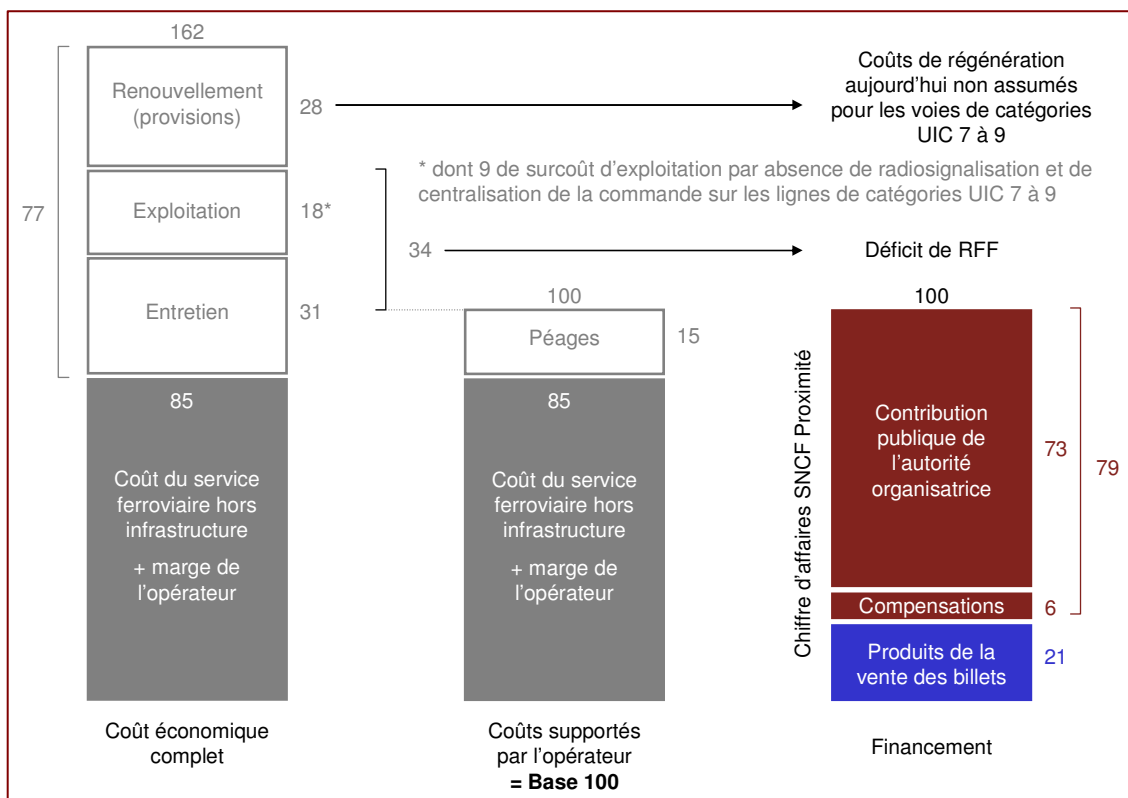 162
Renouvellement
(provisions)
28
Coûts de régénération
aujourd'hui non assumés
pour les voies de catégories
UIC 7 à 9
* dont 9 de surcoût d'exploitation par absence de radiosignalisation et de
centralisation de la commande sur les lignes de catégories UIC 7 à 9
77
Exploitation
18*
34
Déficit de RFF
Entretien
31
100
Péages
15
100
85
Coût du service
ferroviaire hors
infrastructure
+ marge de
l'opérateur
85
Coût du service
ferroviaire hors
infrastructure
+ marge de
l'opérateur
Chiffre d'affaires SNCF Proximité
Contribution
publique de
l'autorité
organisatrice
73
79
Compensations
6
Produits de la
vente des billets
21
Coût économique
complet
Coûts supportés
par l'opérateur
= Base 100
Financement